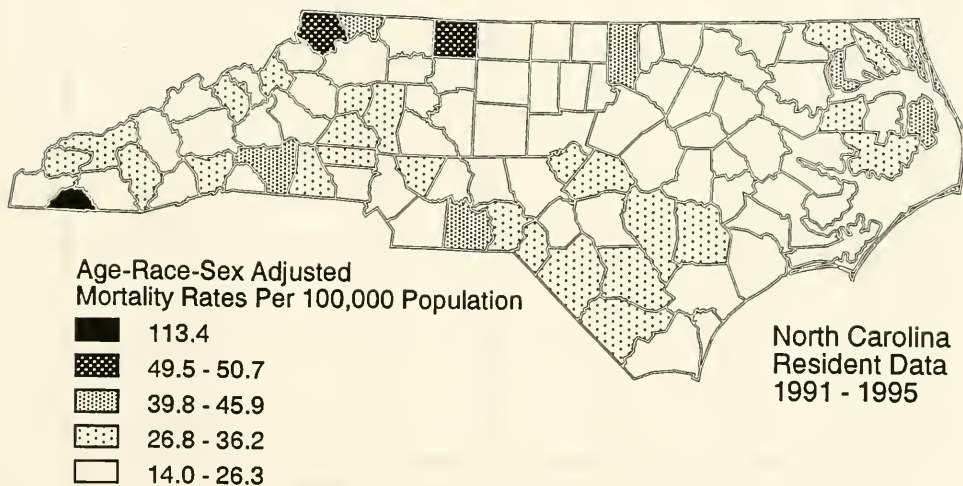 Age-Race-Sex Adjusted
Mortality Rates Per 100,000 Population
113.4
49.5 - 50.7
39.8 - 45.9
26.8 - 36.2
14.0 - 26.3
North Carolina
Resident Data
1991 - 1995